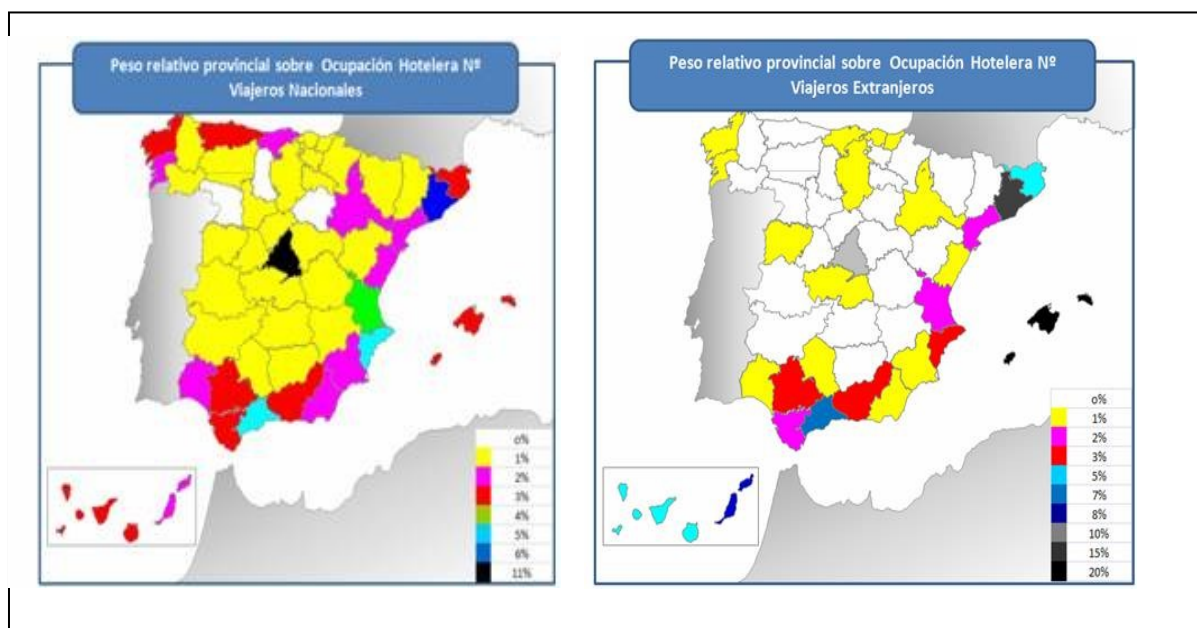 Peso relativo provincial sobre Ocupación Hotelera Nº
Viajeros Nacionales
o%
1%
2%
3%
4%
5%
6%
11%
Peso relativo provincial sobre Ocupación Hotelera Nº
Viajeros Extranjeros
o%
1%
2%
3%
5%
7%
8%
10%
15%
20%